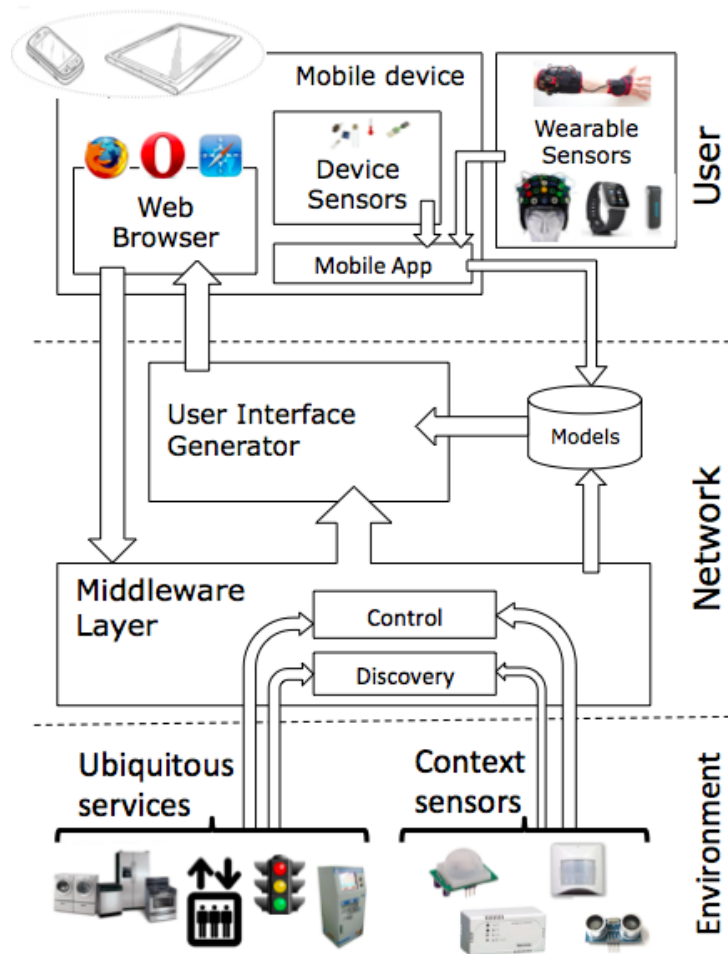 Mobile device
Wearable
Sensors
Device
Sensors
Web
Browser
Mobile App
User
User Interface
Generator
Models
Network
Middleware
Layer
Control
Discovery
Ubiquitous
services
Context
sensors
Environment